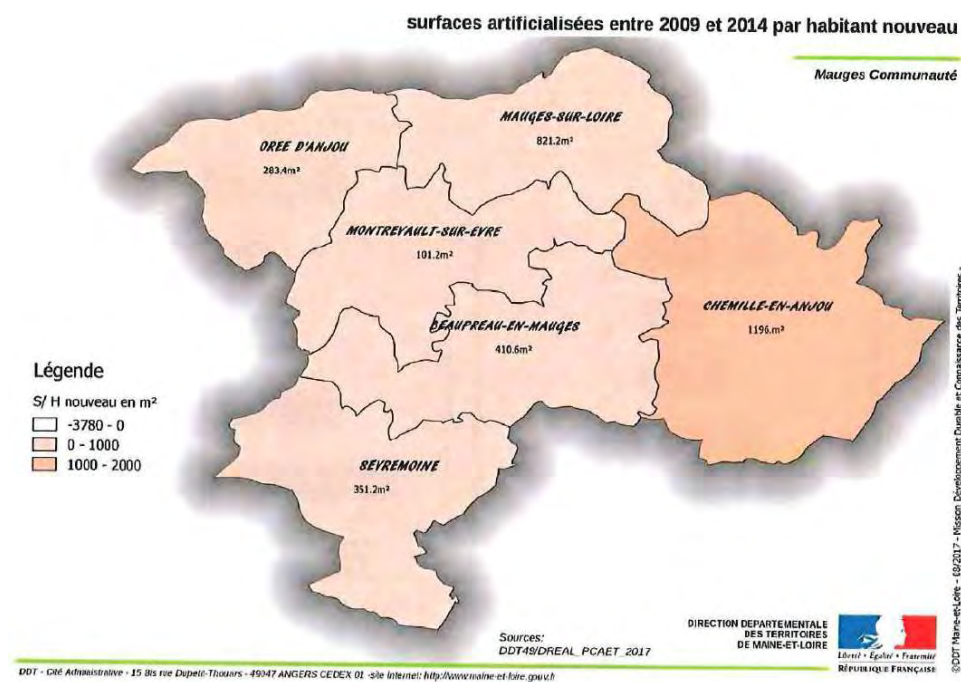 surfaces artificialisées entre 2009 et 2014 par habitant nouveau
Mauges Communauté
MAUGES-SUR-LOIRE
821.2m²
OREE D'ANJOU
283.4m²
MONTREVAULT-SUR-EVRE
101.2m²
CHEMILLE-EN-ANJOU
1196.m²
BEAUPREAU-EN-MAUGES
410.6m²
SEVREMOINE
351.2m²
Légende
S/ H nouveau en m²
-3780 - 0
0 - 1000
1000 - 2000
Sources:
DDT49/DREAL_PCAET_2017
DIRECTION DEPARTEMENTALE
DES TERRITOIRES
DE MAINE-ET-LOIRE
Liberté • Égalité • Fraternité
RÉPUBLIQUE FRANÇAISE
DDT - Cité Administrative - 15 Bis rue Dupetit-Thouars - 49047 ANGERS CEDEX 01 -site internet: http://www.maine-et-loire.gouv.fr
©DDT Maine-et-Loire - 08/2017 - Mission Développement Durable et Connaissance des Territoires -